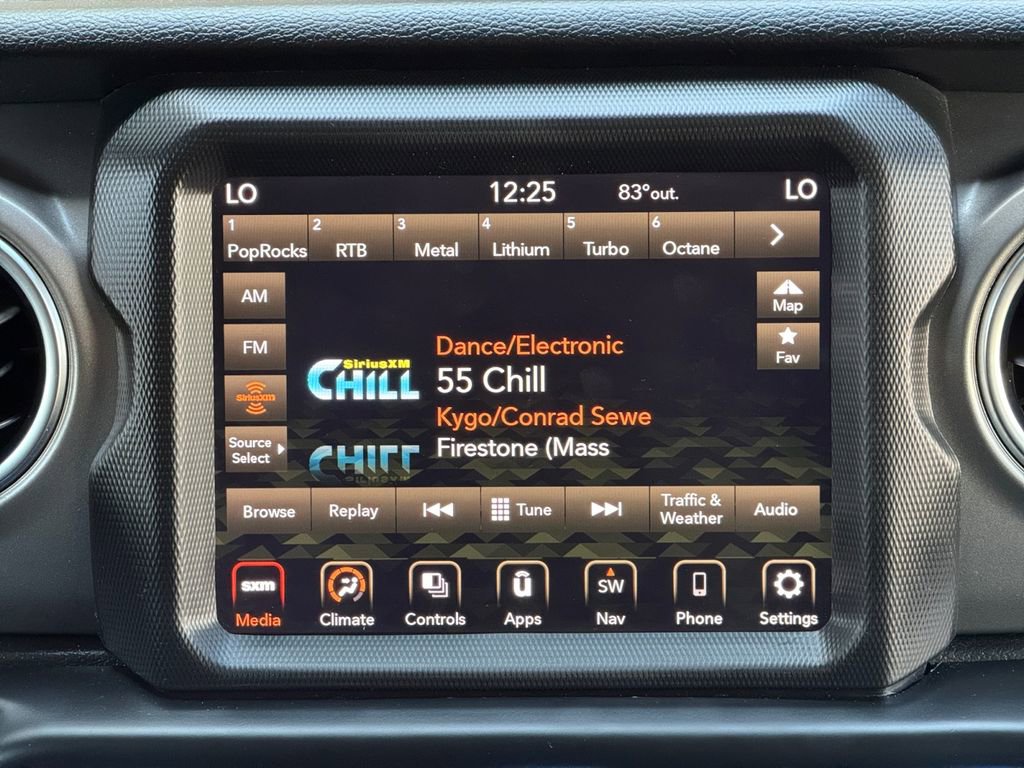 LO 12:25 83°out. LO
1 2 3 4 5 6
PopRocks RTB Metal Lithium Turbo Octane
AM
Map
FM
Fav
SiriusXM
Source
Select
SiriusXM
CHILL
Dance/Electronic
55 Chill
Kygo/Conrad Sewe
Firestone (Mass
Browse Replay Tune Traffic &
Weather Audio
sxm SW
Media Climate Controls Apps Nav Phone Settings